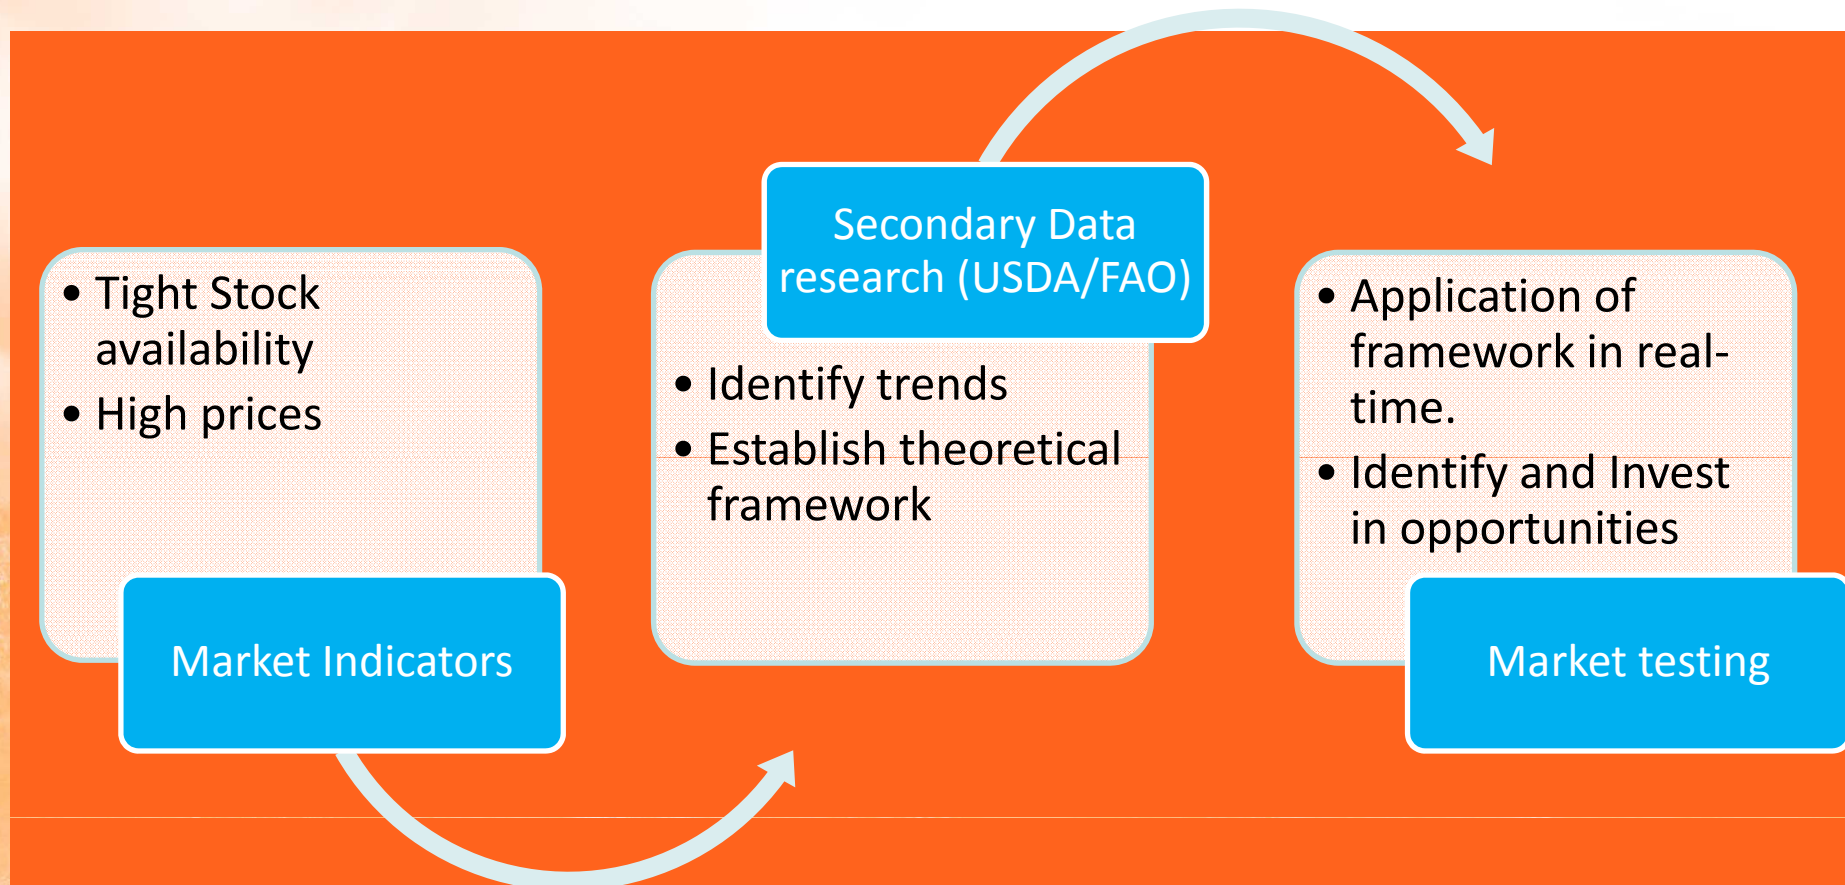 • Tight Stock
availability
• High prices
Market Indicators
Secondary Data
research (USDA/FAO)
• Identify trends
• Establish theoretical
framework
• Application of
framework in real-
time.
• Identify and Invest
in opportunities
Market testing